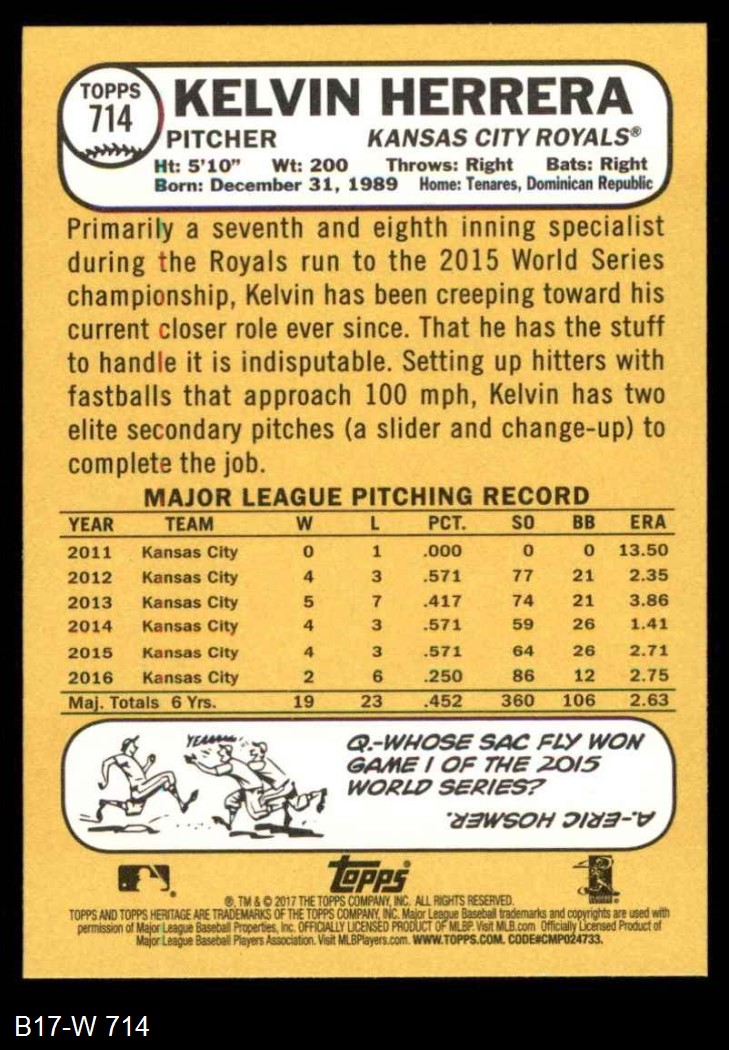 TOPPS
714
KELVIN HERRERA
PITCHER KANSAS CITY ROYALS®
Ht: 5'10" Wt: 200 Throws: Right Bats: Right
Born: December 31, 1989 Home: Tenares, Dominican Republic
Primarily a seventh and eighth inning specialist
during the Royals run to the 2015 World Series
championship, Kelvin has been creeping toward his
current closer role ever since. That he has the stuff
to handle it is indisputable. Setting up hitters with
fastballs that approach 100 mph, Kelvin has two
elite secondary pitches (a slider and change-up) to
complete the job.
MAJOR LEAGUE PITCHING RECORD
YEAR TEAM W L PCT. SO BB ERA
2011 Kansas City 0 1 .000 0 0 13.50
2012 Kansas City 4 3 .571 77 21 2.35
2013 Kansas City 5 7 .417 74 21 3.86
2014 Kansas City 4 3 .571 59 26 1.41
2015 Kansas City 4 3 .571 64 26 2.71
2016 Kansas City 2 6 .250 86 12 2.75
Maj. Totals 6 Yrs. 19 23 .452 360 106 2.63
Q.-WHOSE SAC FLY WON
GAME 1 OF THE 2015
WORLD SERIES?
A.-ERIC HOSMER.
topps®
®, TM & © 2017 THE TOPPS COMPANY, INC. ALL RIGHTS RESERVED.
TOPPS AND TOPPS HERITAGE ARE TRADEMARKS OF THE TOPPS COMPANY, INC. Major League Baseball trademarks and copyrights are used with
permission of Major League Baseball Properties, Inc. OFFICIALLY LICENSED PRODUCT OF MLBP. Visit MLB.com Officially Licensed Product of
Major League Baseball Players Association. Visit MLBPlayers.com. WWW.TOPPS.COM. CODE#CMP024733.
B17-W 714